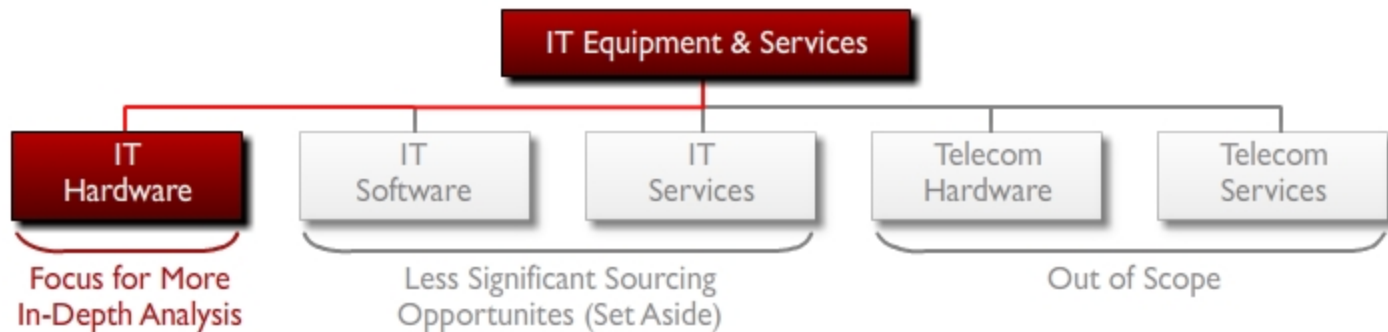 IT Equipment & Services
IT
Hardware
IT
Software
IT
Services
Telecom
Hardware
Telecom
Services
Focus for More
In-Depth Analysis
Less Significant Sourcing
Opportunites (Set Aside)
Out of Scope